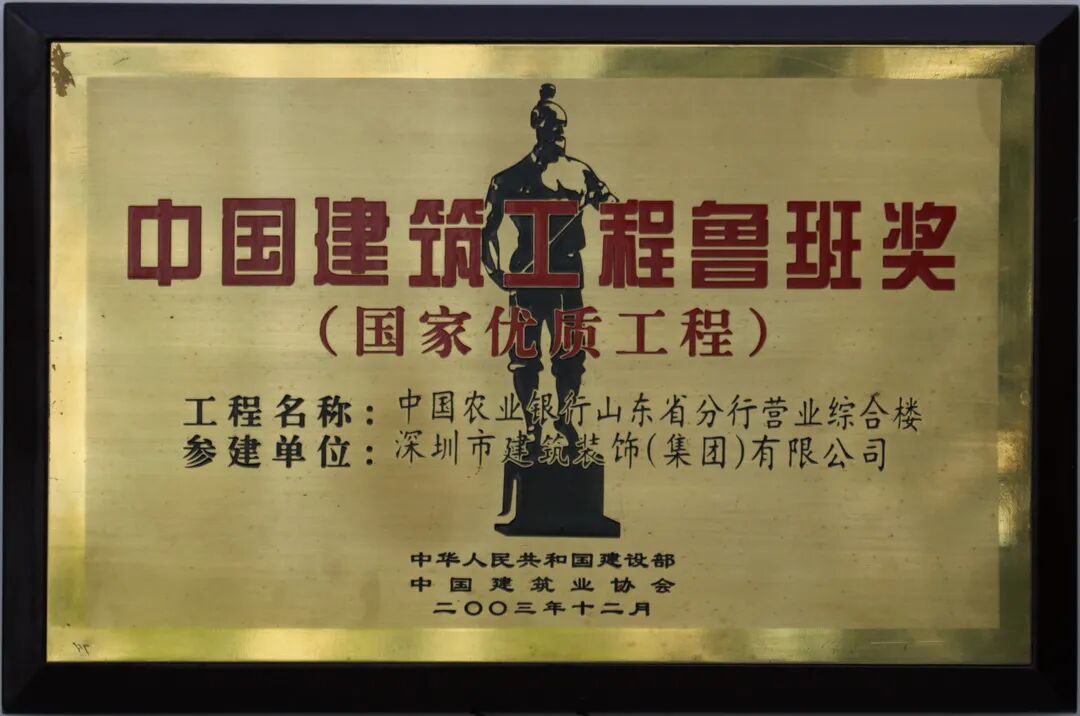 中国建筑工程鲁班奖
（国家优质工程）
工程名称：中国农业银行山东省分行营业综合楼
参建单位：深圳市建筑装饰(集团)有限公司
中华人民共和国建设部
中国建筑业协会
二〇〇三年十二月